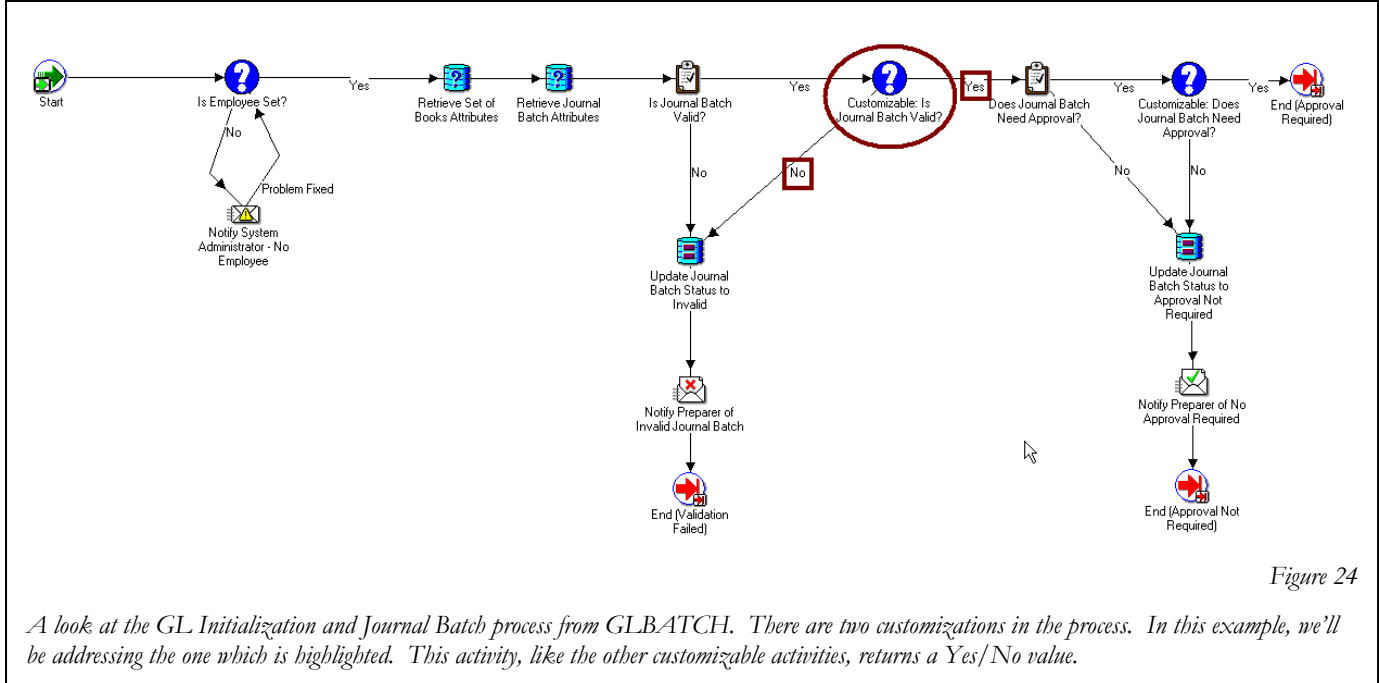 Start
Is Employee Set?
Yes
Retrieve Set of
Books Attributes
Retrieve Journal
Batch Attributes
Is Journal Batch
Valid?
Yes
Customizable: Is
Journal Batch Valid?
Yes
Does Journal Batch
Need Approval?
Yes
Customizable: Does
Journal Batch Need
Approval?
Yes
End (Approval
Required)
No
Problem Fixed
Notify System
Administrator - No
Employee
No
No
No
No
Update Journal
Batch Status to
Invalid
Update Journal
Batch Status to
Approval Not
Required
Notify Preparer of
Invalid Journal Batch
Notify Preparer of No
Approval Required
End (Validation
Failed)
End (Approval Not
Required)
Figure 24
A look at the GL Initialization and Journal Batch process from GLBATCH. There are two customizations in the process. In this example, we'll
be addressing the one which is highlighted. This activity, like the other customizable activities, returns a Yes/No value.